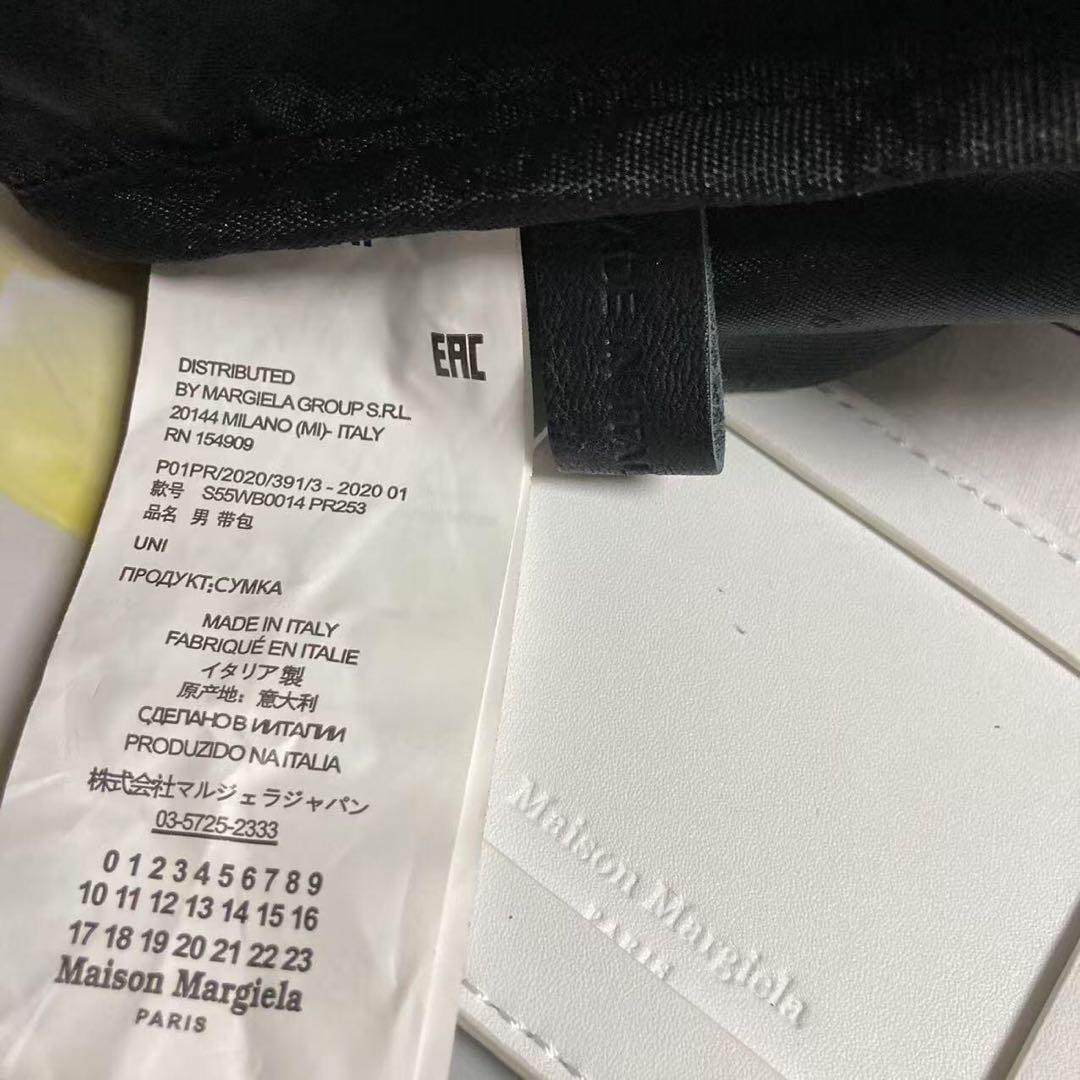 EAC
DISTRIBUTED
BY MARGIELA GROUP S.R.L.
20144 MILANO (MI)- ITALY
RN 154909
P01PR/2020/391/3 - 2020 01
款号 S55WB0014 PR253
品名 男 带包
UNI
ПРОДУКТ:СУМКА
MADE IN ITALY
FABRIQUÉ EN ITALIE
イタリア製
原产地: 意大利
СДЕЛАНО В ИИТАЛИИ
PRODUZIDO NA ITALIA
株式会社マルジェラジャパン
03-5725-2333
0 1 2 3 4 5 6 7 8 9
10 11 12 13 14 15 16
17 18 19 20 21 22 23
Maison Margiela
PARIS
Maison Margiela
PARIS